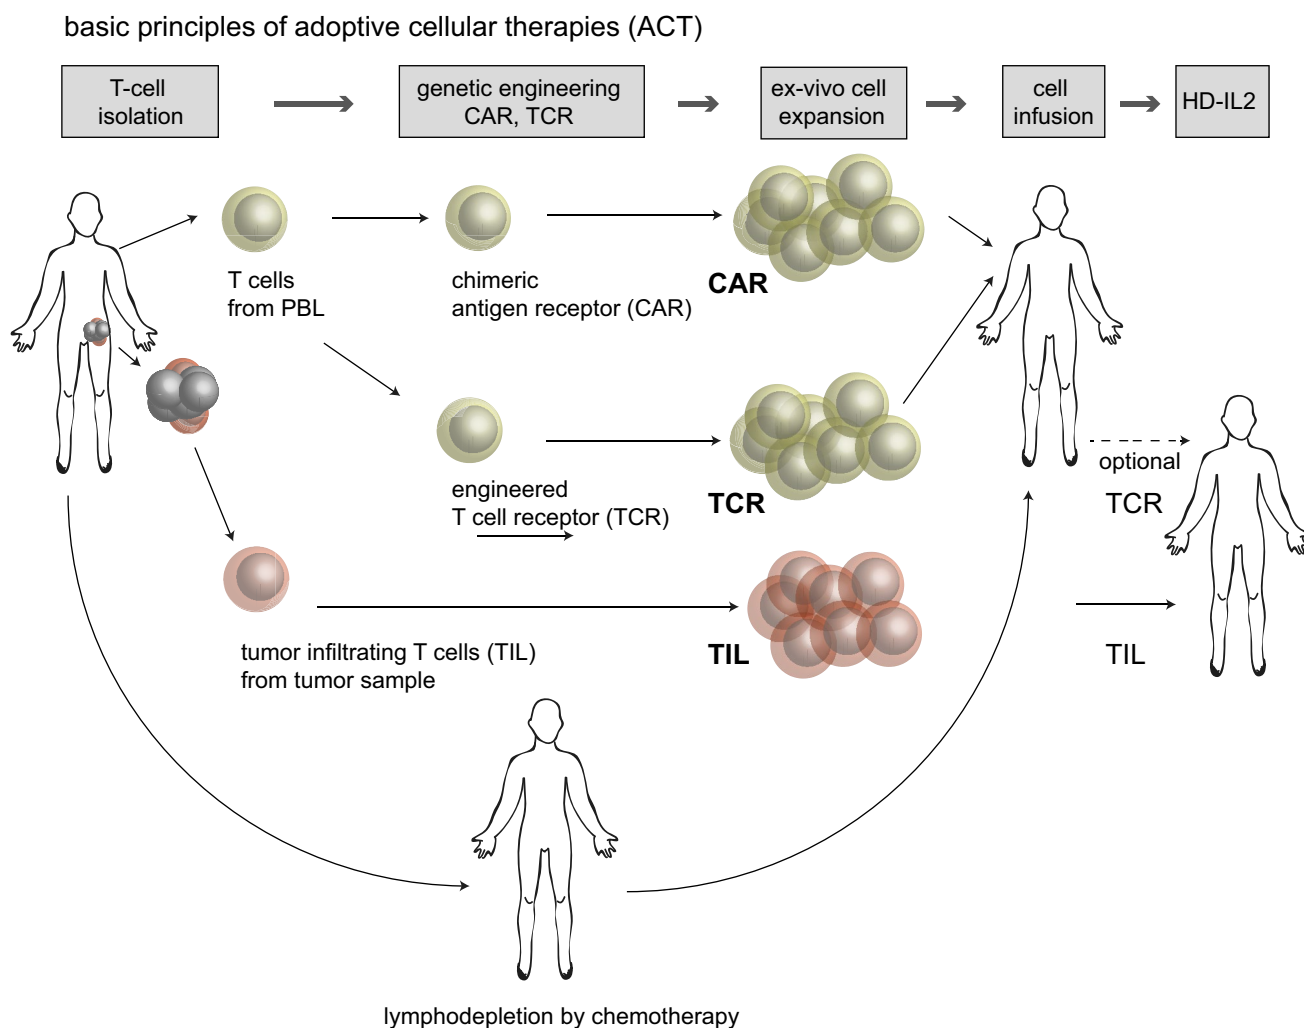 basic principles of adoptive cellular therapies (ACT)
T-cell
isolation
genetic engineering
CAR, TCR
ex-vivo cell
expansion
cell
infusion
HD-IL2
T cells
from PBL
chimeric
antigen receptor (CAR)
CAR
engineered
T cell receptor (TCR)
TCR
optional
TCR
tumor infiltrating T cells (TIL)
from tumor sample
TIL
TIL
lymphodepletion by chemotherapy